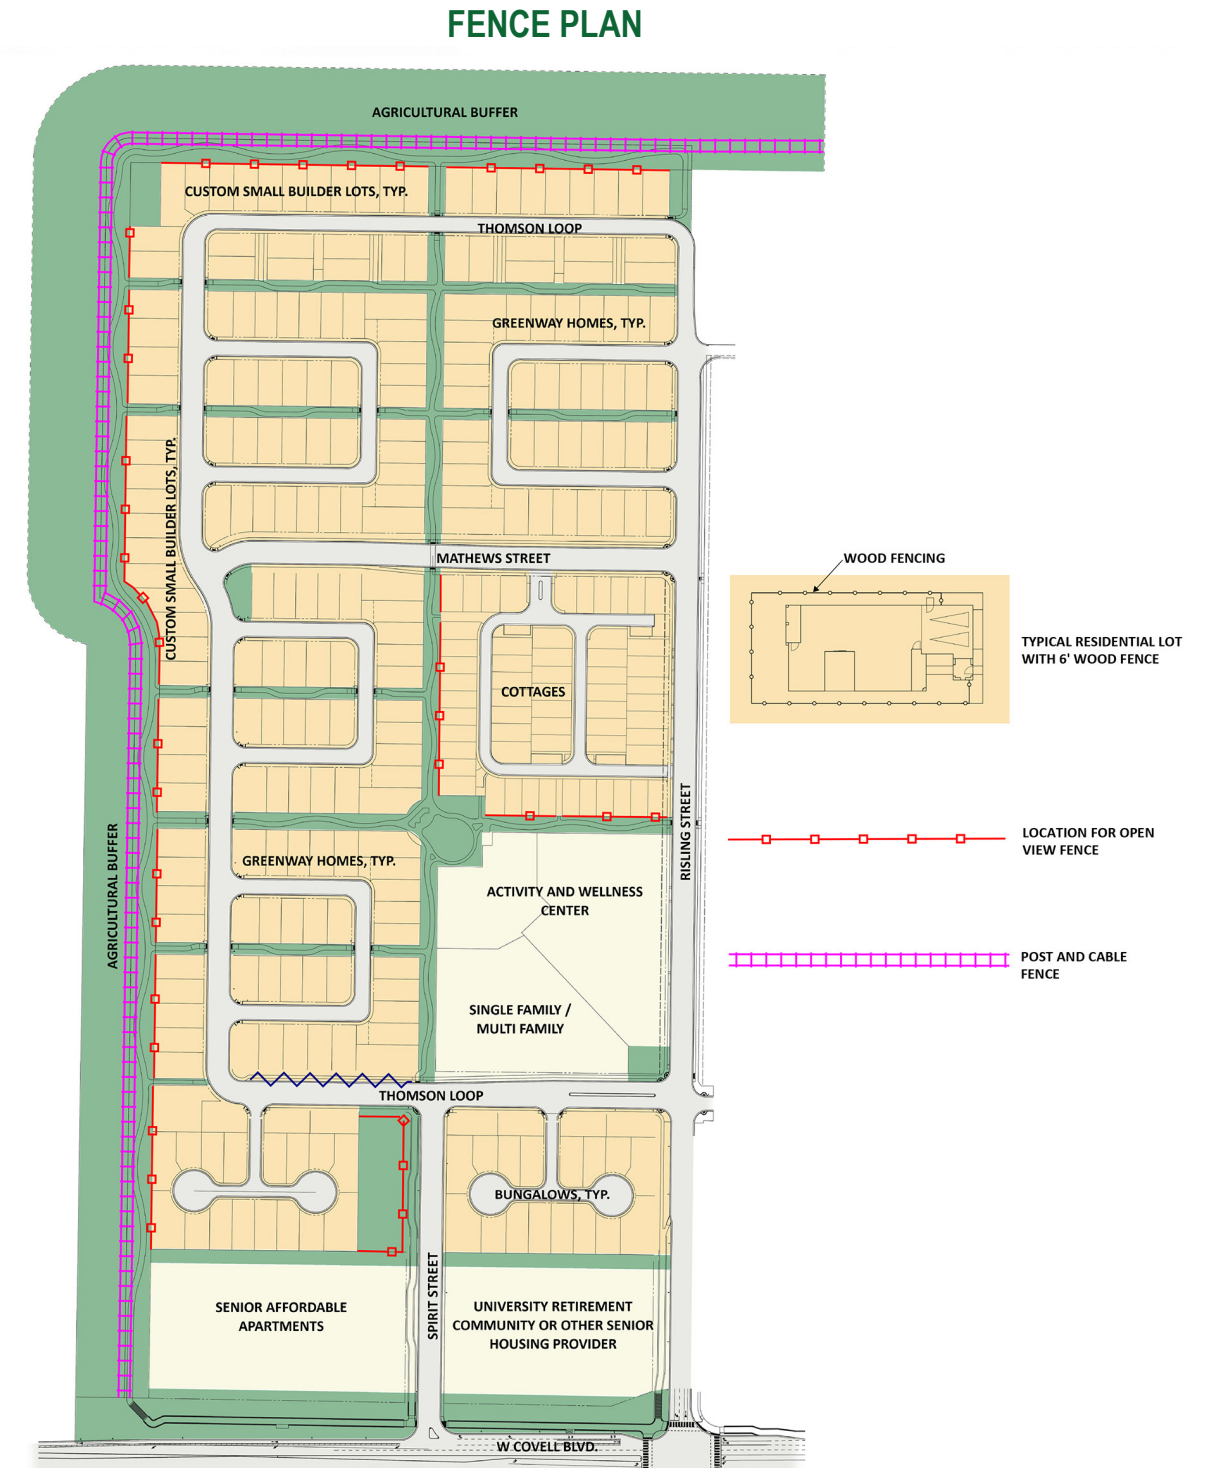 FENCE PLAN
AGRICULTURAL BUFFER
CUSTOM SMALL BUILDER LOTS, TYP.
THOMSON LOOP
GREENWAY HOMES, TYP.
CUSTOM SMALL BUILDER LOTS, TYP.
MATHEWS STREET
WOOD FENCING
TYPICAL RESIDENTIAL LOT
WITH 6' WOOD FENCE
COTTAGES
RISLING STREET
LOCATION FOR OPEN
VIEW FENCE
AGRICULTURAL BUFFER
GREENWAY HOMES, TYP.
ACTIVITY AND WELLNESS
CENTER
POST AND CABLE
FENCE
SINGLE FAMILY /
MULTI FAMILY
THOMSON LOOP
BUNGALOWS, TYP.
SPIRIT STREET
SENIOR AFFORDABLE
APARTMENTS
UNIVERSITY RETIREMENT
COMMUNITY OR OTHER SENIOR
HOUSING PROVIDER
W COVELL BLVD.